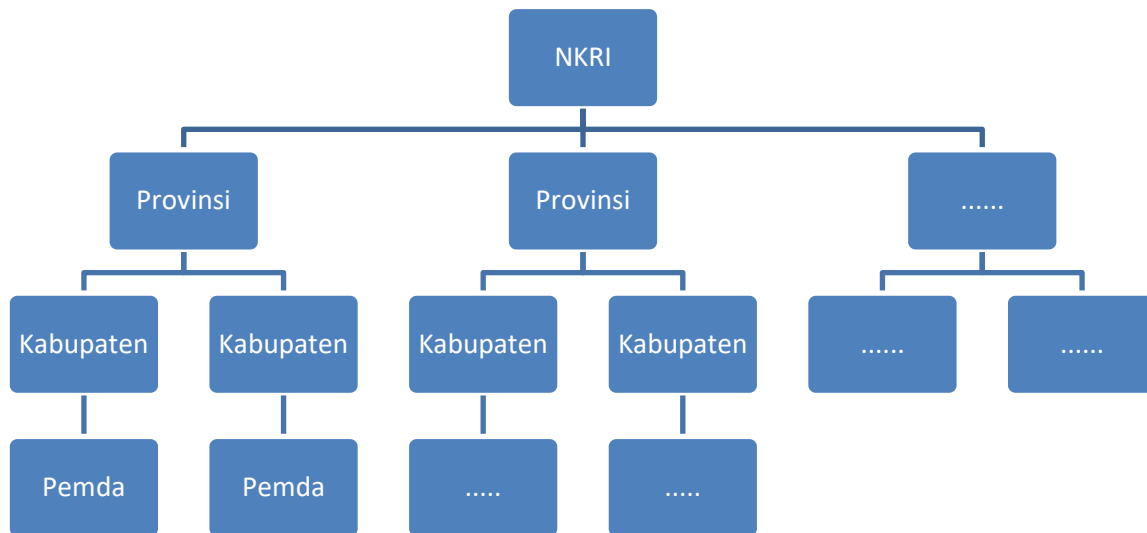 NKRI
Provinsi
Provinsi
......
Kabupaten
Kabupaten
Kabupaten
Kabupaten
......
......
Pemda
Pemda
.....
.....